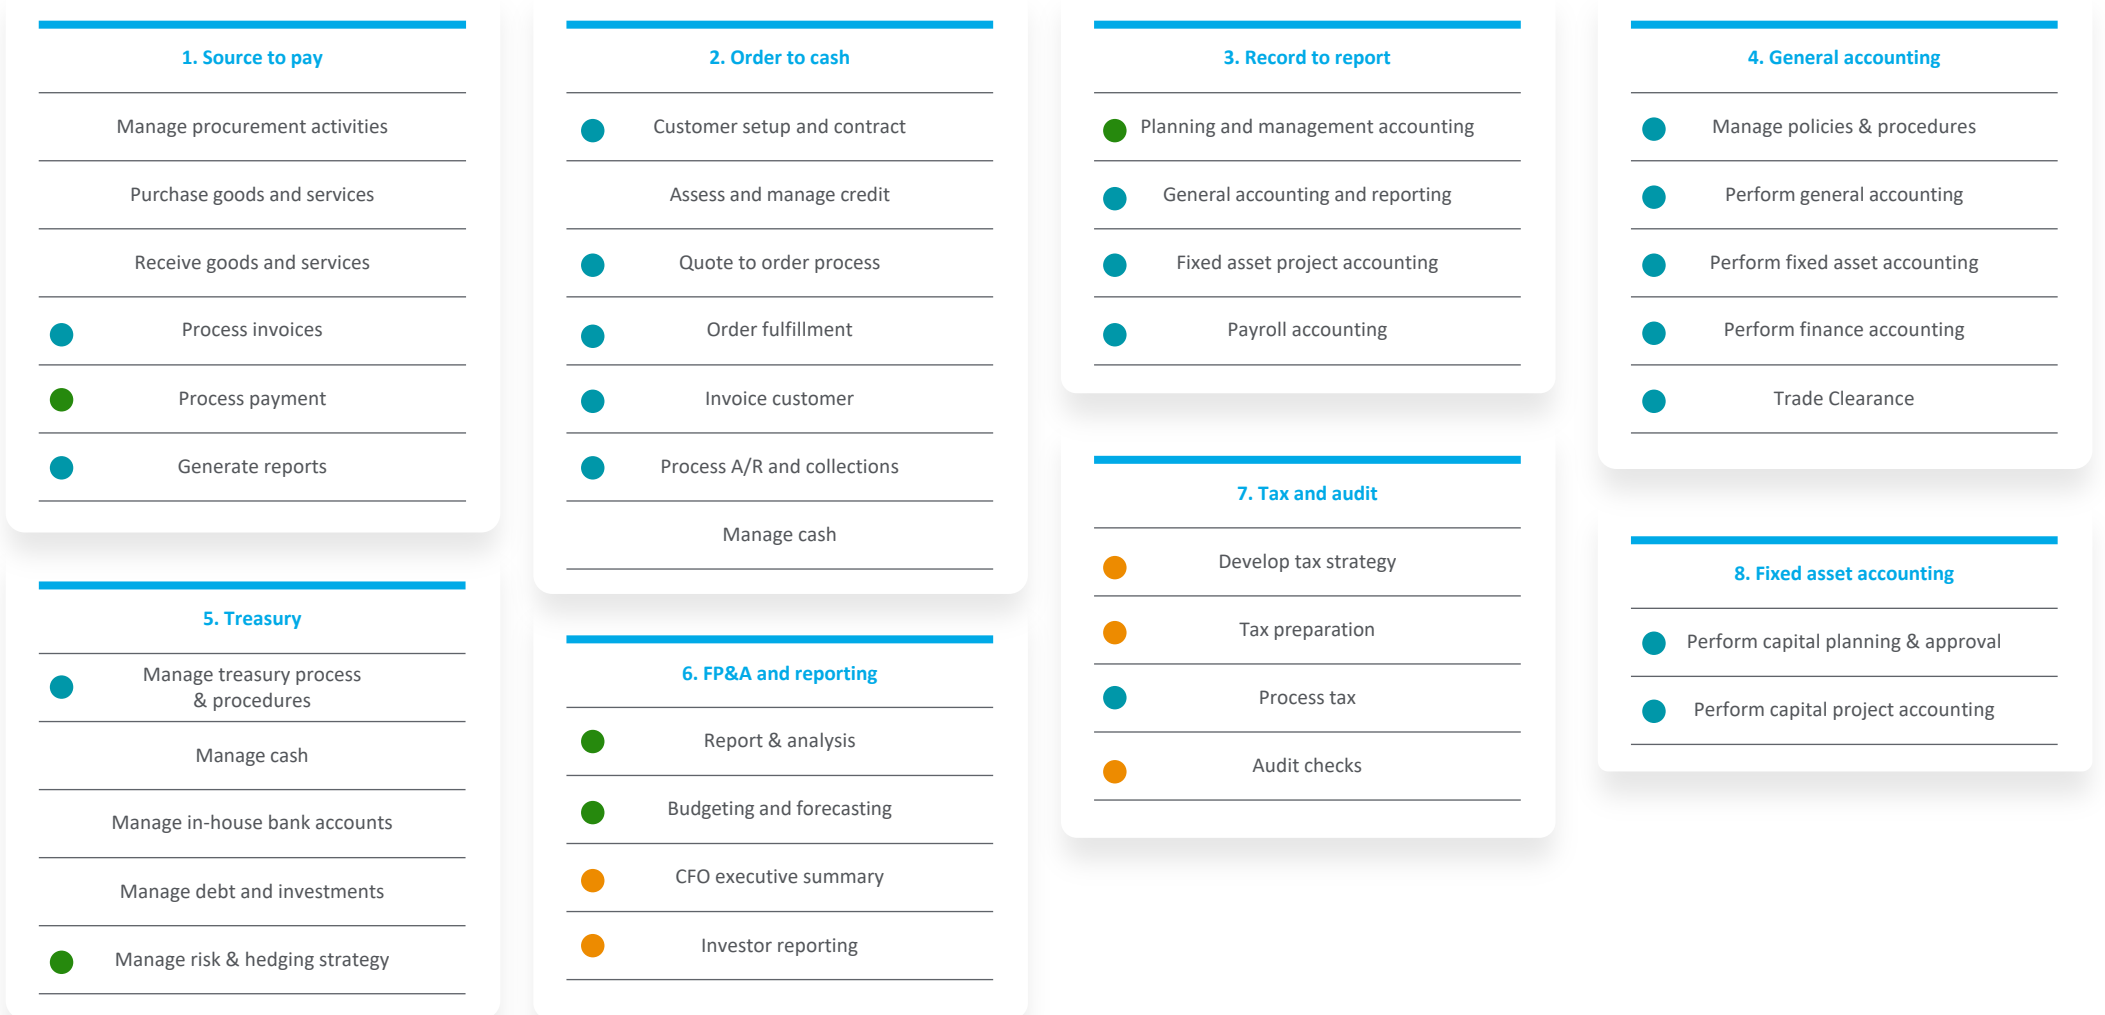 1. Source to pay
Manage procurement activities
Purchase goods and services
Receive goods and services
Process invoices
Process payment
Generate reports
2. Order to cash
Customer setup and contract
Assess and manage credit
Quote to order process
Order fulfillment
Invoice customer
Process A/R and collections
Manage cash
3. Record to report
Planning and management accounting
General accounting and reporting
Fixed asset project accounting
Payroll accounting
4. General accounting
Manage policies & procedures
Perform general accounting
Perform fixed asset accounting
Perform finance accounting
Trade Clearance
5. Treasury
Manage treasury process
& procedures
Manage cash
Manage in-house bank accounts
Manage debt and investments
Manage risk & hedging strategy
6. FP&A and reporting
Report & analysis
Budgeting and forecasting
CFO executive summary
Investor reporting
7. Tax and audit
Develop tax strategy
Tax preparation
Process tax
Audit checks
8. Fixed asset accounting
Perform capital planning & approval
Perform capital project accounting